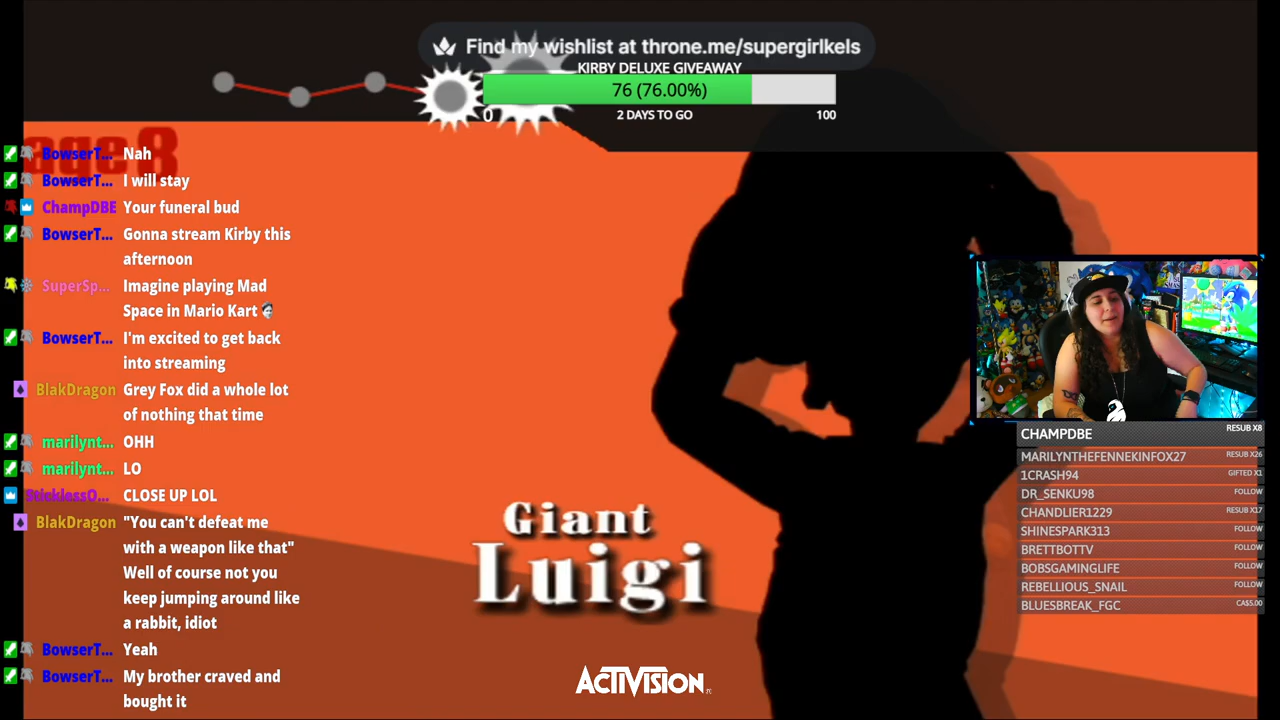 Find my wishlist at throne.me/supergirlkels
KIRBY DELUXE GIVEAWAY
76 (76.00%)
0
2 DAYS TO GO
100
age 8
BowserT... Nah
BowserT... I will stay
ChampDBE Your funeral bud
BowserT... Gonna stream Kirby this
afternoon
SuperSp... Imagine playing Mad
Space in Mario Kart
BowserT... I'm excited to get back
into streaming
BlakDragon Grey Fox did a whole lot
of nothing that time
marilynt... OHH
marilynt... LO
SticklessO... CLOSE UP LOL
BlakDragon "You can't defeat me
with a weapon like that"
Well of course not you
keep jumping around like
a rabbit, idiot
BowserT... Yeah
BowserT... My brother craved and
bought it
Giant
Luigi
ACTIVISION
CHAMPDBE RESUB X8
MARILYNTHEFENNEKINFOX27 RESUB X26
1CRASH94 GIFTED X1
DR_SENKU98 FOLLOW
CHANDLIER1229 RESUB X17
SHINESPARK313 FOLLOW
BRETTBOTTV FOLLOW
BOBSGAMINGLIFE FOLLOW
REBELLIOUS_SNAIL FOLLOW
BLUESBREAK_FGC CA$5.00